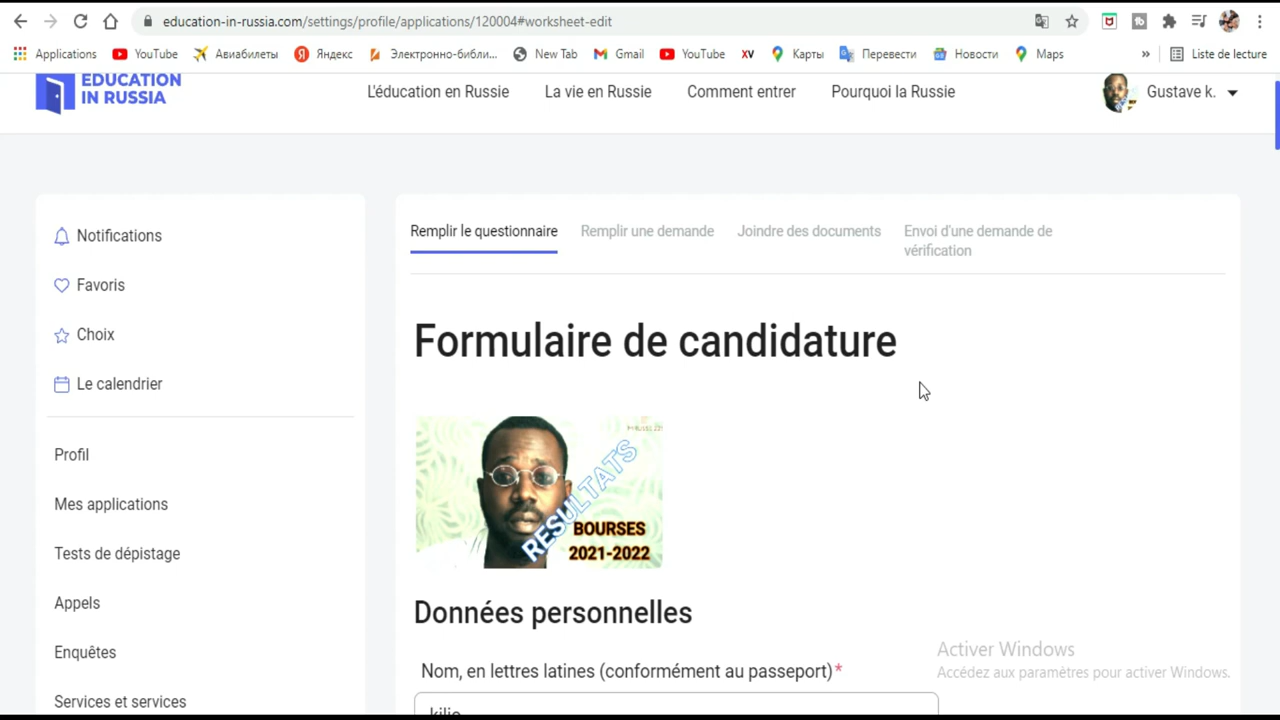 education-in-russia.com/settings/profile/applications/120004#worksheet-edit
Applications YouTube Авиабилеты Яндекс Электронно-библи... New Tab Gmail YouTube XV Карты Перевести Новости Maps » Liste de lecture
EDUCATION
IN RUSSIA
L'éducation en Russie La vie en Russie Comment entrer Pourquoi la Russie Gustave k.
Notifications
Favoris
Choix
Le calendrier
Profil
Mes applications
Tests de dépistage
Appels
Enquêtes
Services et services
Remplir le questionnaire Remplir une demande Joindre des documents Envoi d'une demande de
vérification
Formulaire de candidature
RESULTATS
BOURSES
2021-2022
Données personnelles
Nom, en lettres latines (conformément au passeport)*
Activer Windows
Accédez aux paramètres pour activer Windows.